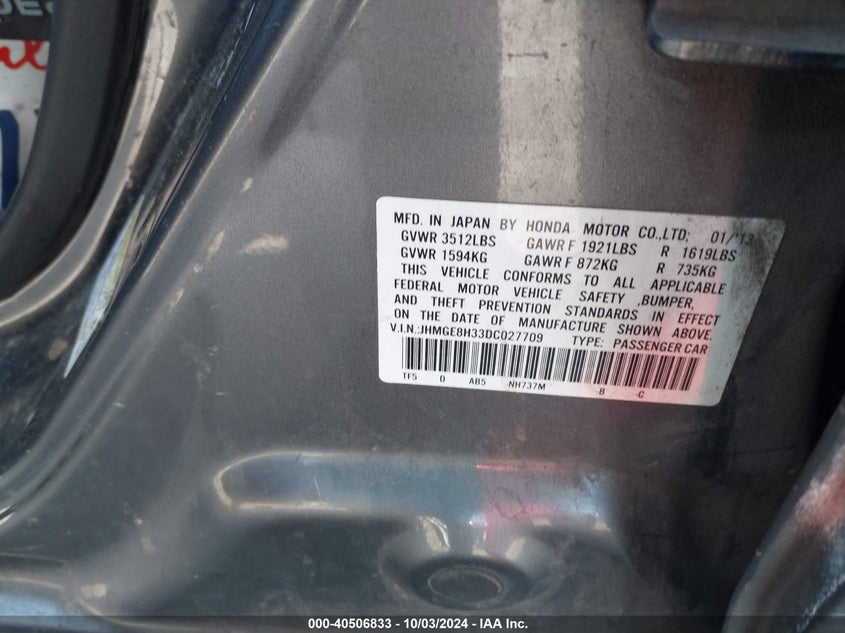 MFD. IN JAPAN BY HONDA MOTOR CO.,LTD; 01/'13
GVWR 3512LBS GAWR F 1921LBS R 1619LBS
GVWR 1594KG GAWR F 872KG R 735KG
THIS VEHICLE CONFORMS TO ALL APPLICABLE
FEDERAL MOTOR VEHICLE SAFETY ,BUMPER,
AND THEFT PREVENTION STANDARDS IN EFFECT
ON THE DATE OF MANUFACTURE SHOWN ABOVE.
V.I.N.:JHMGE8H33DC027709 TYPE: PASSENGER CAR
TF5 D AB5 -NH737M -B -C
000-40506833 - 10/03/2024 - IAA Inc.